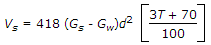 Vs = 418 (Gs - Gw)d² [ (3T + 70) / 100 ]